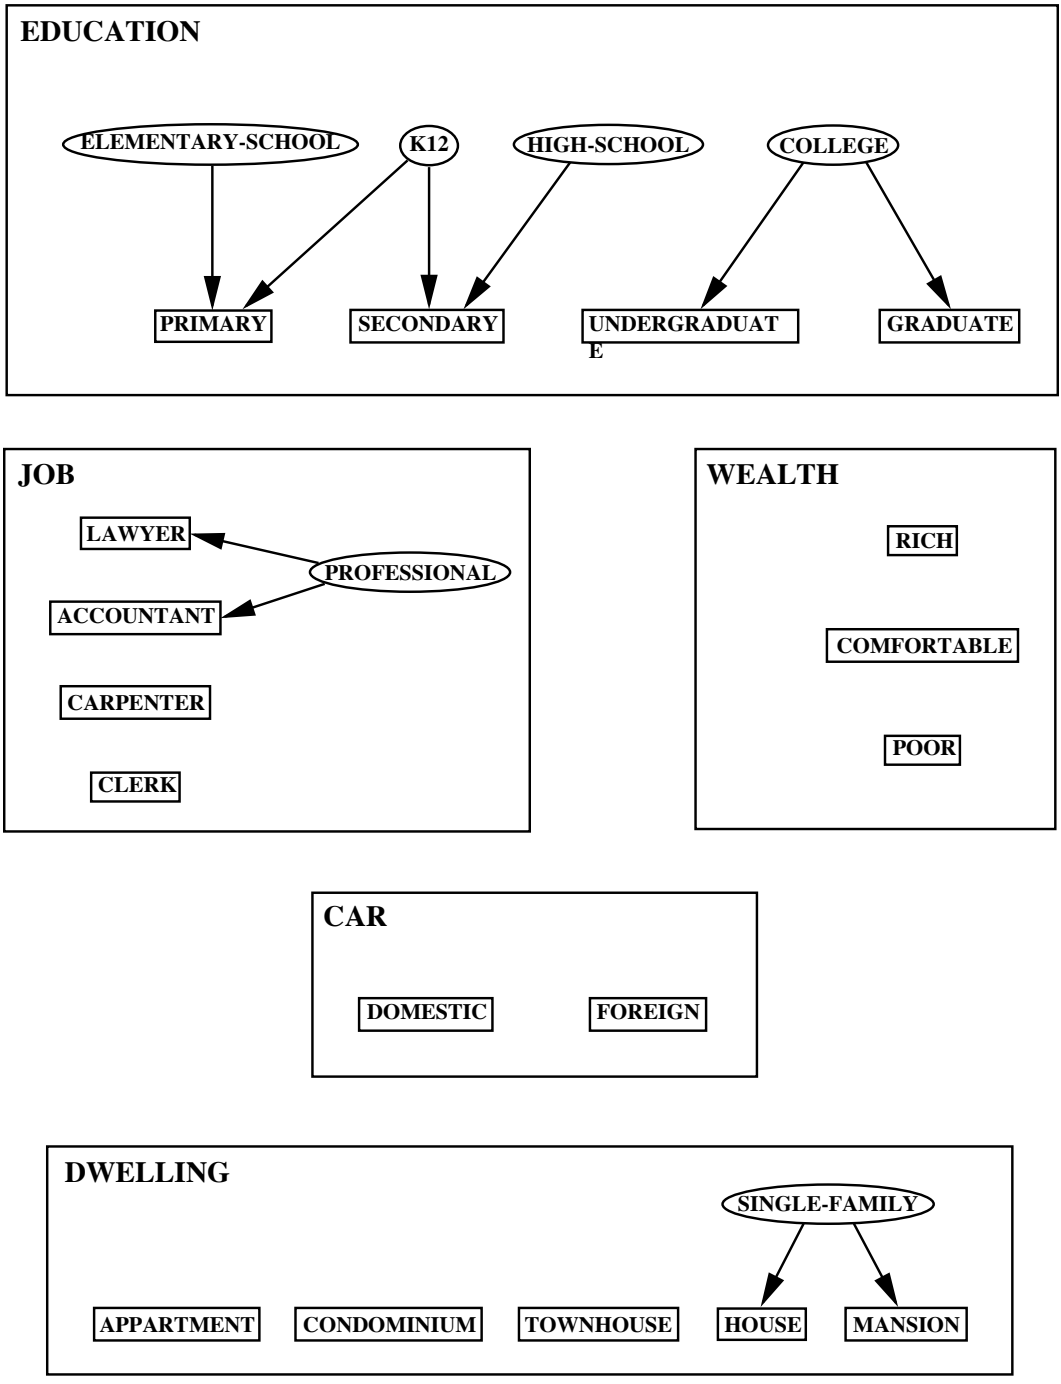 EDUCATION
ELEMENTARY-SCHOOL K12 HIGH-SCHOOL COLLEGE
PRIMARY SECONDARY UNDERGRADUAT GRADUATE
E
JOB
LAWYER
PROFESSIONAL
ACCOUNTANT
CARPENTER
CLERK
WEALTH
RICH
COMFORTABLE
POOR
CAR
DOMESTIC FOREIGN
DWELLING
SINGLE-FAMILY
APPARTMENT CONDOMINIUM TOWNHOUSE HOUSE MANSION